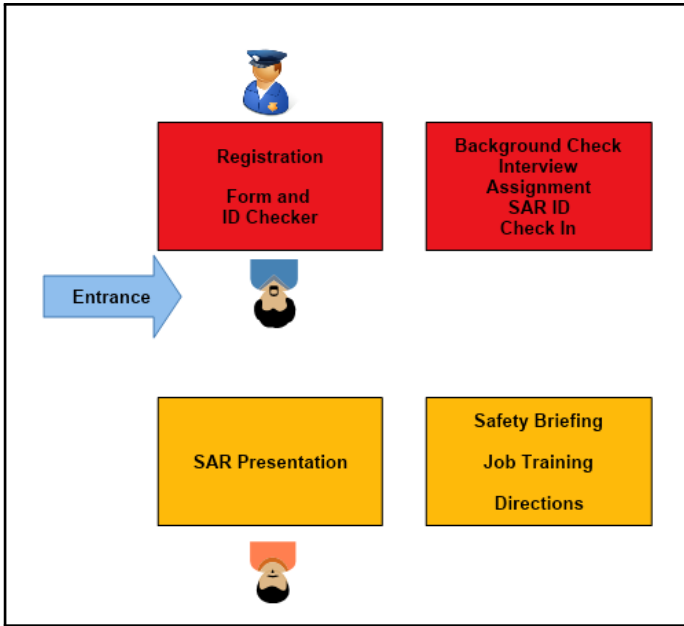 Registration
Form and
ID Checker
Background Check
Interview
Assignment
SAR ID
Check In
Entrance
SAR Presentation
Safety Briefing
Job Training
Directions